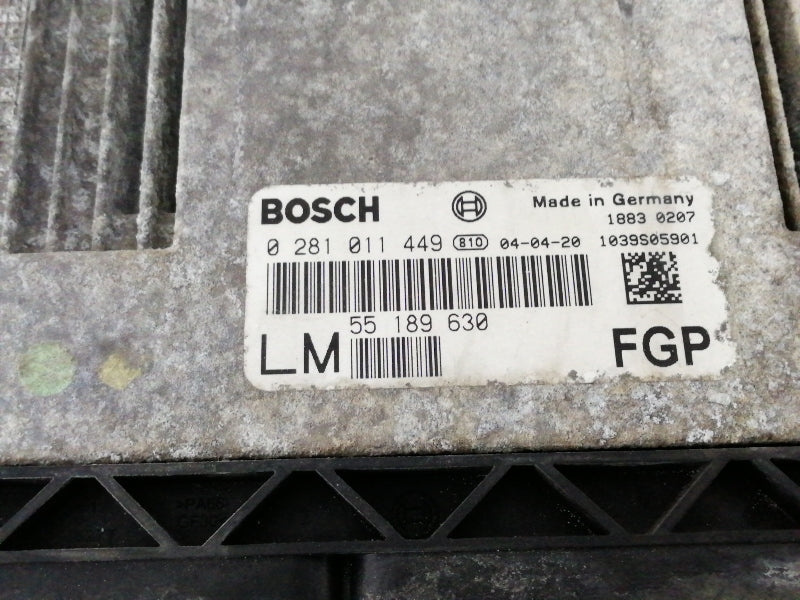 BOSCH
Made in Germany
1883 0207
0 281 011 449 810 04-04-20 1039S05901
55 189 630
LM FGP
>PA66-